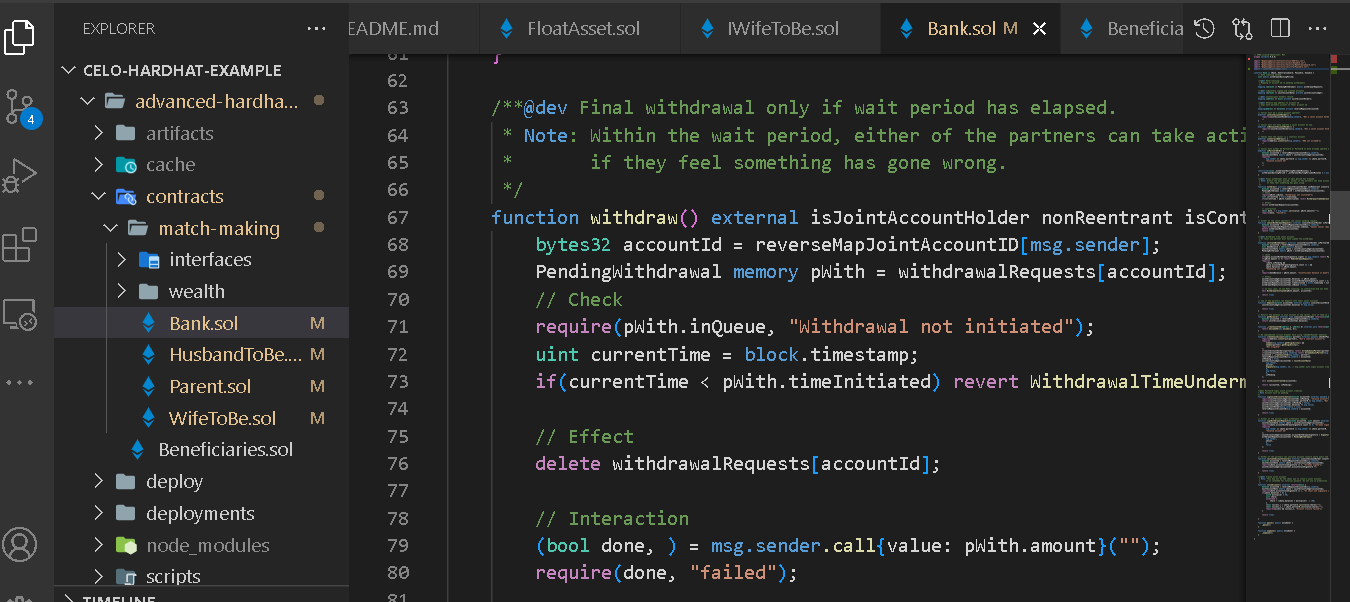 EXPLORER
CELO-HARDHAT-EXAMPLE
advanced-hardha...
artifacts
cache
contracts
match-making
interfaces
wealth
Bank.sol M
HusbandToBe.... M
Parent.sol M
WifeToBe.sol M
Beneficiaries.sol
deploy
deployments
node_modules
scripts
TIMELINE
4
EADME.md
FloatAsset.sol
IWifeToBe.sol
Bank.sol M
Beneficia
61 }
62
63 /**@dev Final withdrawal only if wait period has elapsed.
64 * Note: Within the wait period, either of the partners can take acti
65 * if they feel something has gone wrong.
66 */
67 function withdraw() external isJointAccountHolder nonReentrant isCont
68 bytes32 accountId = reverseMapJointAccountID[msg.sender];
69 PendingWithdrawal memory pWith = withdrawalRequests[accountId];
70 // Check
71 require(pWith.inQueue, "Withdrawal not initiated");
72 uint currentTime = block.timestamp;
73 if(currentTime < pWith.timeInitiated) revert WithdrawalTimeUnderm
74
75 // Effect
76 delete withdrawalRequests[accountId];
77
78 // Interaction
79 (bool done, ) = msg.sender.call{value: pWith.amount}("");
80 require(done, "failed");
81